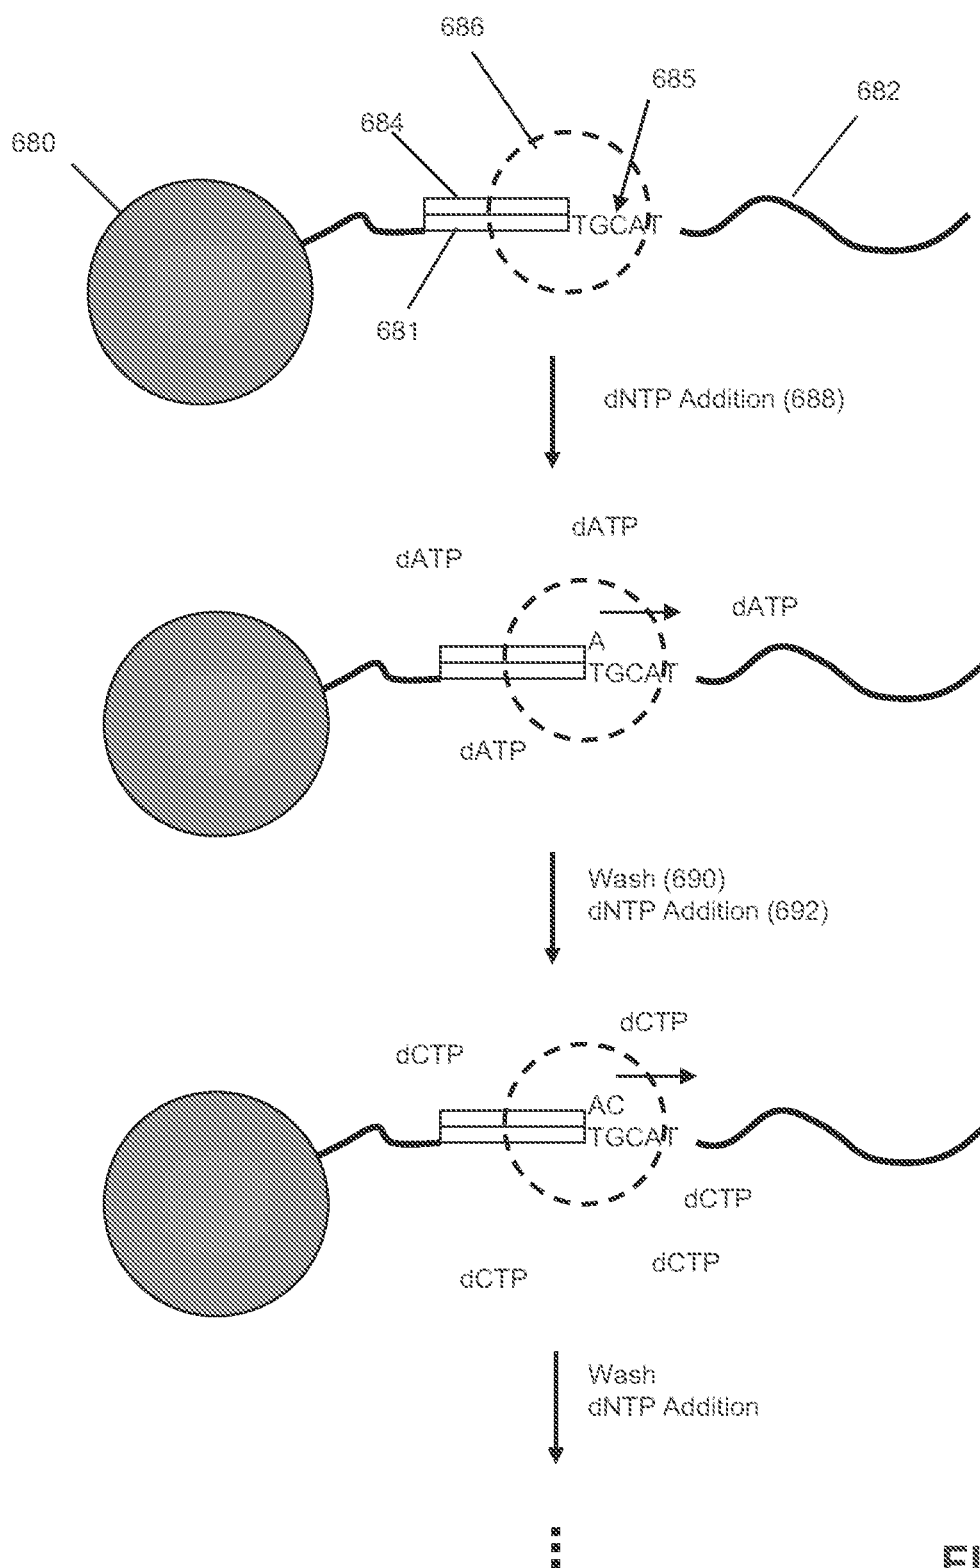 686
685
682
684
680
TGCAT
681
dNTP Addition (688)
dATP
dATP
dATP
A
TGCAT
dATP
Wash (690)
dNTP Addition (692)
dCTP
dCTP
AC
TGCAT
dCTP
dCTP
dCTP
Wash
dNTP Addition